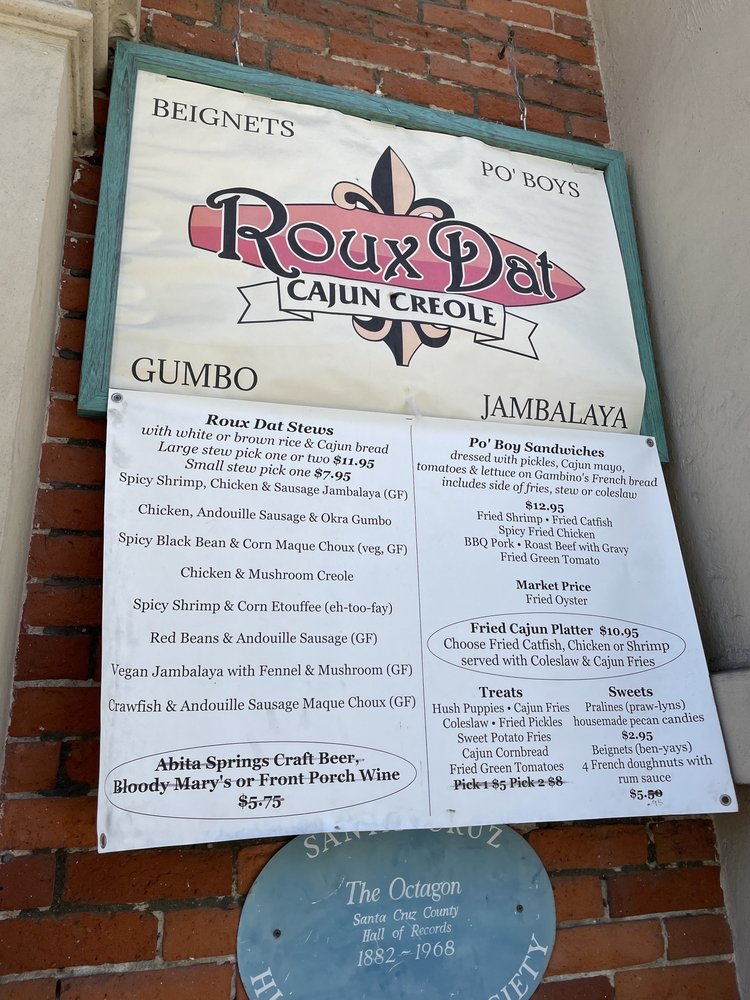 BEIGNETS
PO' BOYS
Roux Dat
CAJUN CREOLE
GUMBO
JAMBALAYA
Roux Dat Stews
with white or brown rice & Cajun bread
Large stew pick one or two $11.95
Small stew pick one $7.95
Spicy Shrimp, Chicken & Sausage Jambalaya (GF)
Chicken, Andouille Sausage & Okra Gumbo
Spicy Black Bean & Corn Maque Choux (veg, GF)
Chicken & Mushroom Creole
Spicy Shrimp & Corn Etouffee (eh-too-fay)
Red Beans & Andouille Sausage (GF)
Vegan Jambalaya with Fennel & Mushroom (GF)
Crawfish & Andouille Sausage Maque Choux (GF)
Abita Springs Craft Beer,
Bloody Mary's or Front Porch Wine
$5.75
Po' Boy Sandwiches
dressed with pickles, Cajun mayo,
tomatoes & lettuce on Gambino's French bread
includes side of fries, stew or coleslaw
$12.95
Fried Shrimp • Fried Catfish
Spicy Fried Chicken
BBQ Pork • Roast Beef with Gravy
Fried Green Tomato
Market Price
Fried Oyster
Fried Cajun Platter $10.95
Choose Fried Catfish, Chicken or Shrimp
served with Coleslaw & Cajun Fries
Treats
Hush Puppies • Cajun Fries
Coleslaw • Fried Pickles
Sweet Potato Fries
Cajun Cornbread
Fried Green Tomatoes
Pick 1 $5 Pick 2 $8
Sweets
Pralines (praw-lyns)
housemade pecan candies
$2.95
Beignets (ben-yays)
4 French doughnuts with
rum sauce
$5.50
.95
SANTA CRUZ
The Octagon
Santa Cruz County
Hall of Records
1882~1968